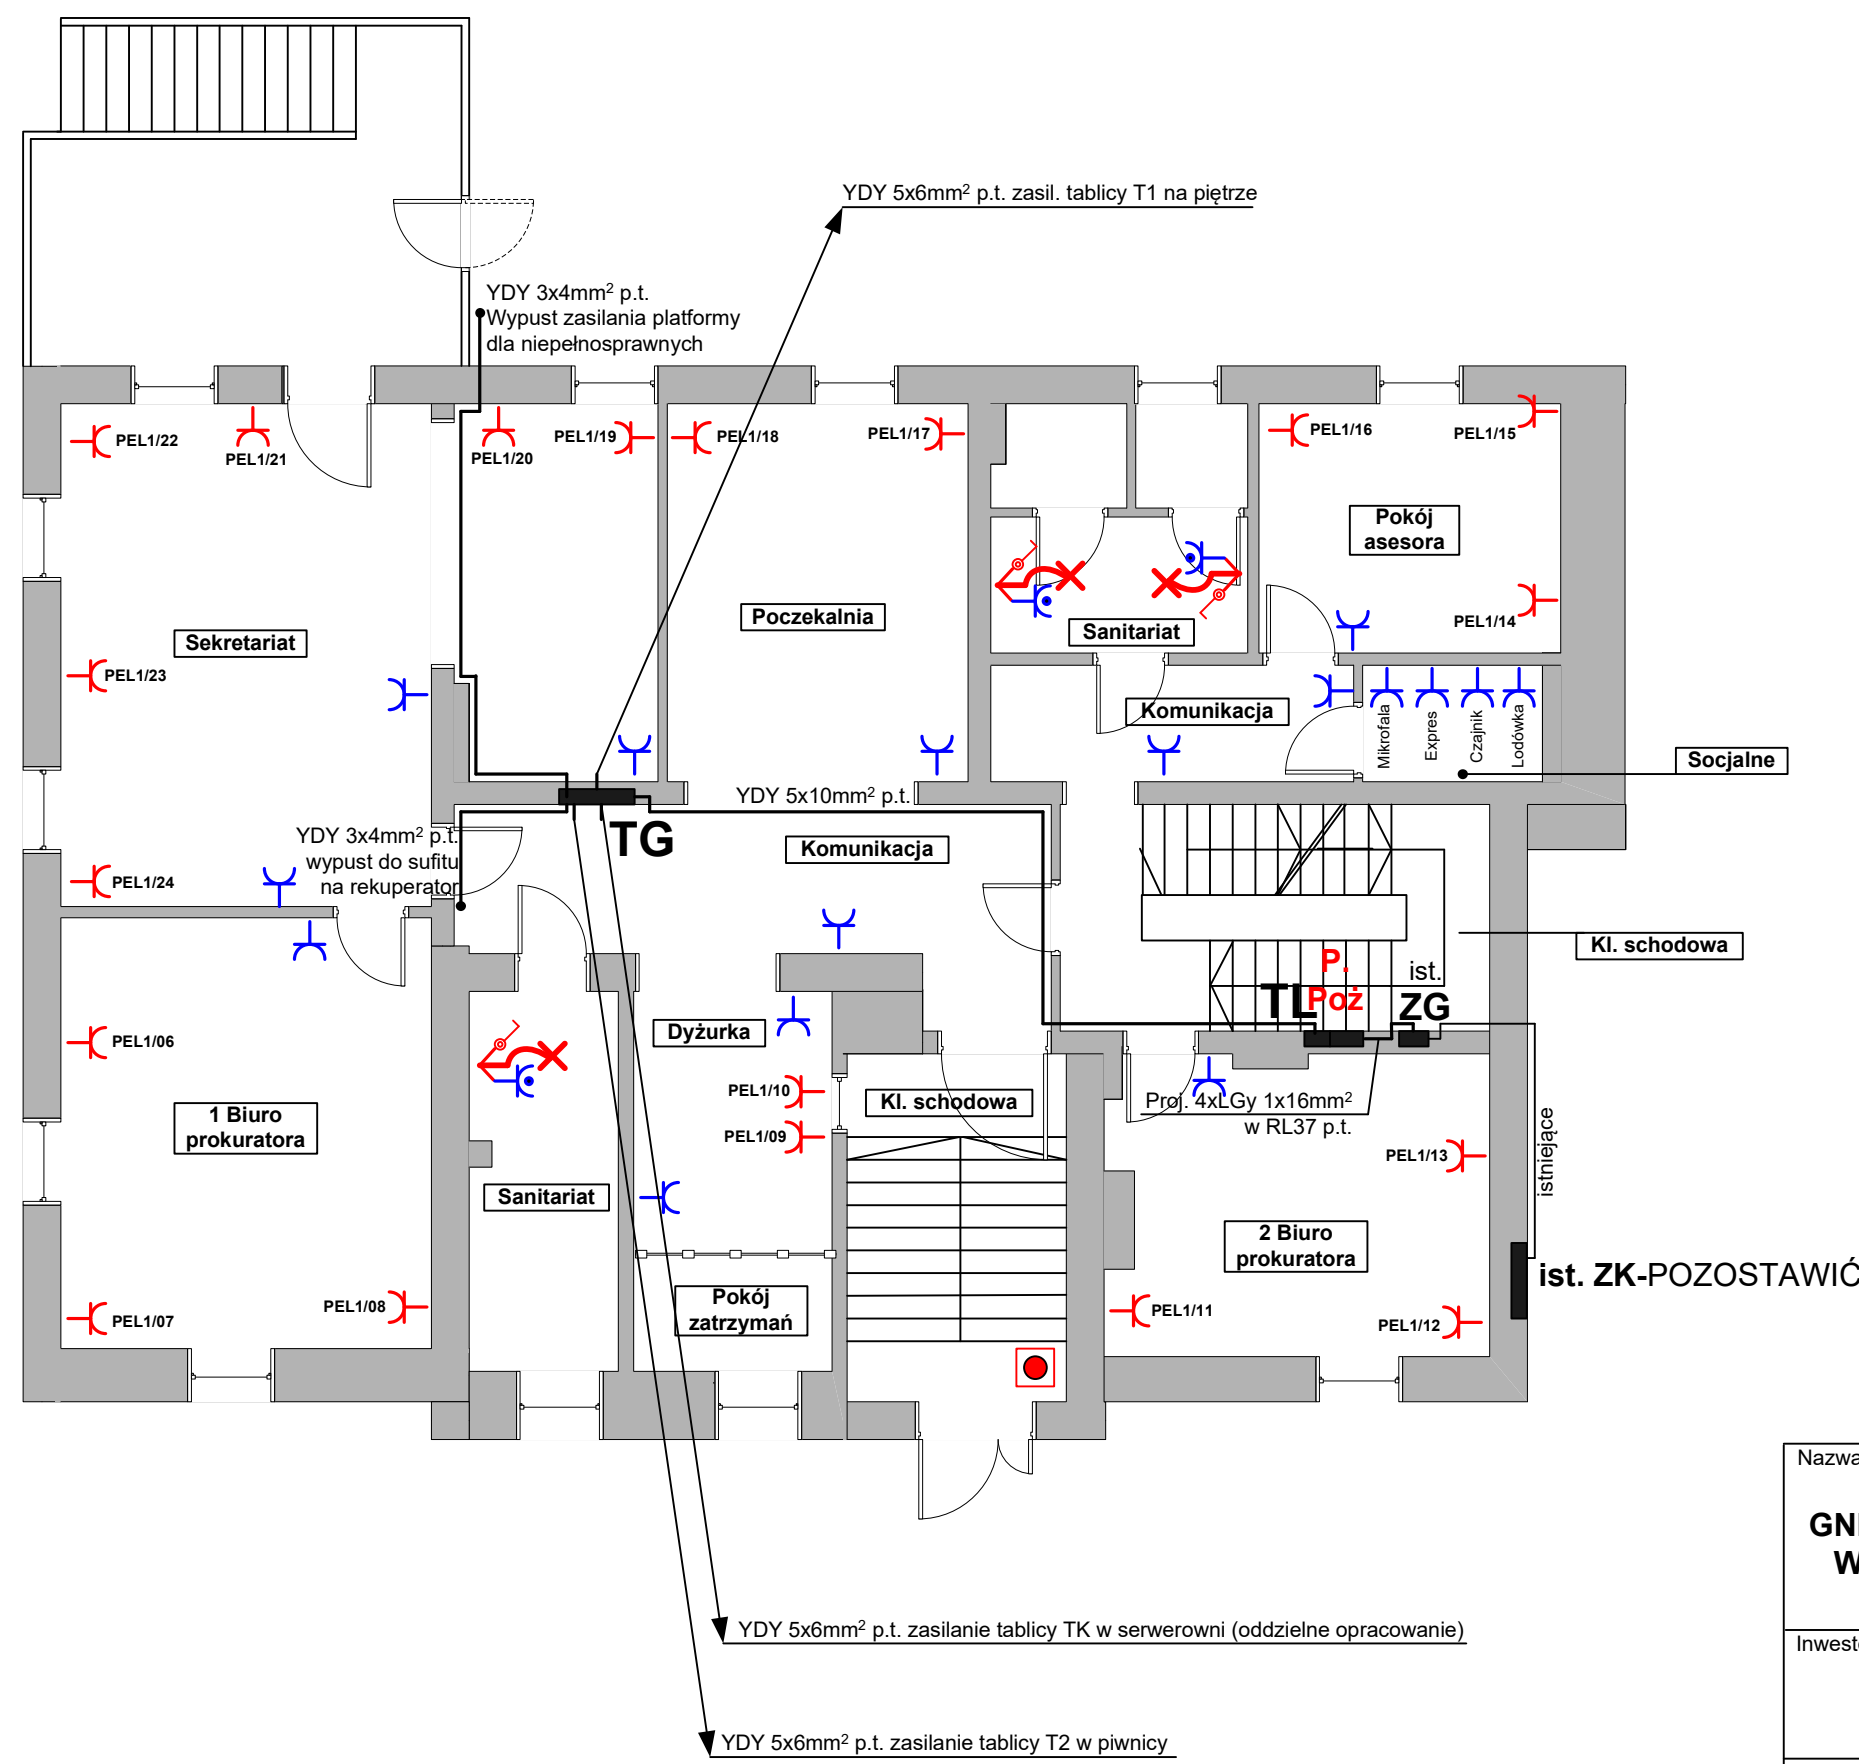 YDY 5x6mm² p.t. zasil. tablicy T1 na piętrze
YDY 3x4mm² p.t.
Wypust zasilania platformy
dla niepełnosprawnych
PEL1/22
PEL1/21
PEL1/20
PEL1/19
PEL1/18
PEL1/17
PEL1/16
PEL1/15
Pokój
asesora
PEL1/14
Poczekalnia
Sanitariat
Sekretariat
PEL1/23
Komunikacja
Mikrofala
Expres
Czajnik
Lodówka
Socjalne
YDY 5x10mm² p.t.
TG
YDY 3x4mm² p.t.
wypust do sufitu
na rekuperator
Komunikacja
PEL1/24
Kl. schodowa
P.
Poż
TL
ist.
ZG
Dyżurka
PEL1/06
PEL1/10
PEL1/09
Kl. schodowa
Proj. 4xLGy 1x16mm²
w RL37 p.t.
istniejące
1 Biuro
prokuratora
PEL1/13
Sanitariat
2 Biuro
prokuratora
ist. ZK-POZOSTAWIĆ
Pokój
zatrzymań
PEL1/07
PEL1/08
PEL1/11
PEL1/12
Nazwa
GN
W
Inwest
YDY 5x6mm² p.t. zasilanie tablicy TK w serwerowni (oddzielne opracowanie)
YDY 5x6mm² p.t. zasilanie tablicy T2 w piwnicy